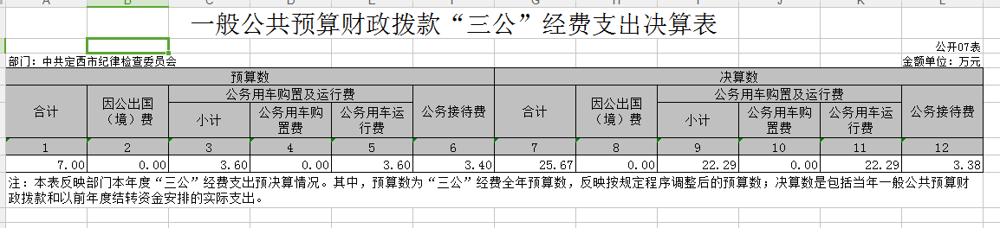 A B C D E F G H I J K L
一般公共预算财政拨款“三公”经费支出决算表
公开07表
部门：中共定西市纪律检查委员会 金额单位：万元
预算数 决算数
合计 因公出国（境）费 公务用车购置及运行费 公务接待费 合计 因公出国（境）费 公务用车购置及运行费 公务接待费
小计 公务用车购置费 公务用车运行费 小计 公务用车购置费 公务用车运行费
1 2 3 4 5 6 7 8 9 10 11 12
7.00 0.00 3.60 0.00 3.60 3.40 25.67 0.00 22.29 0.00 22.29 3.38
注：本表反映部门本年度“三公”经费支出预决算情况。其中，预算数为“三公”经费全年预算数，反映按规定程序调整后的预算数；决算数是包括当年一般公共预算财
政拨款和以前年度结转资金安排的实际支出。